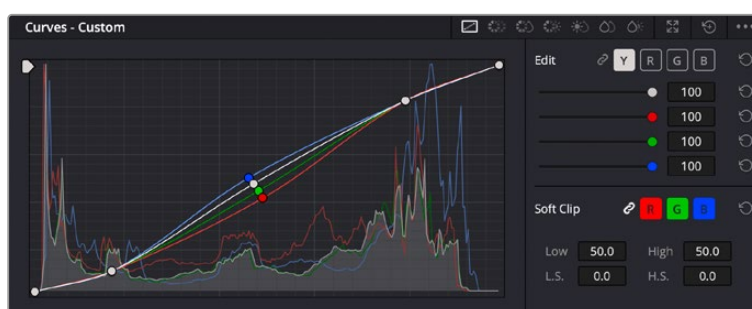 Curves - Custom
Edit Y R G B
100
100
100
100
Soft Clip R G B
Low 50.0 High 50.0
L.S. 0.0 H.S. 0.0